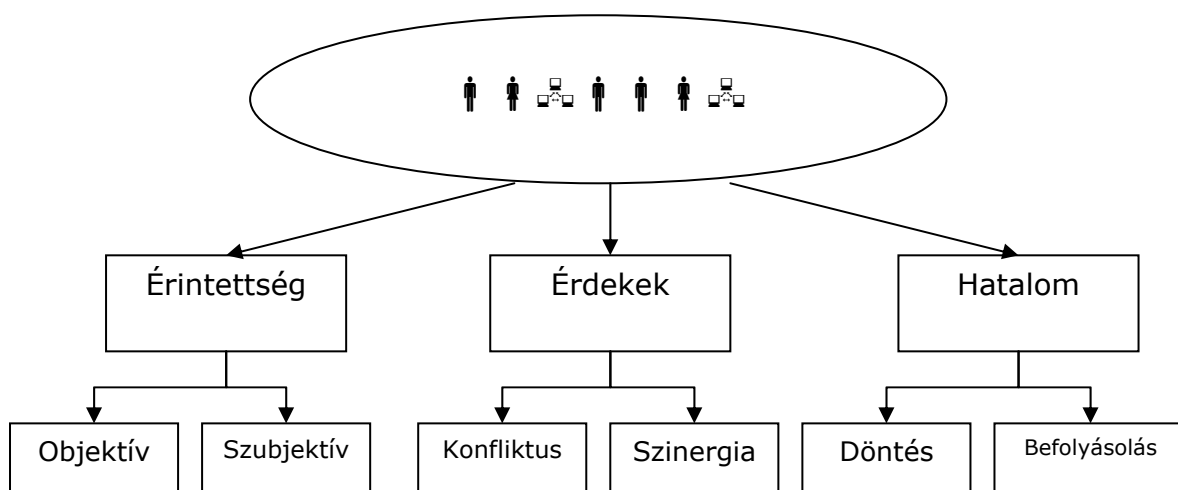 Érintettség
Érdekek
Hatalom
Objektív
Szubjektív
Konfliktus
Szinergia
Döntés
Befolyásolás